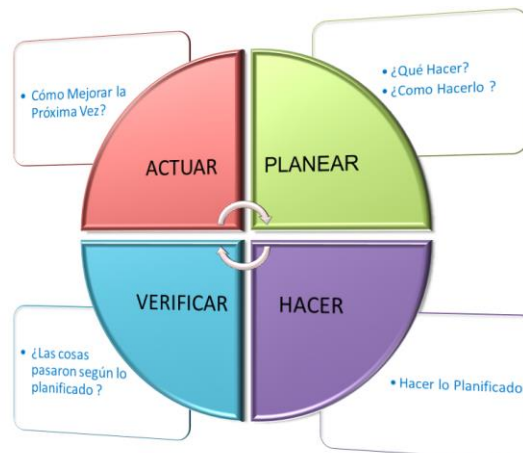 • Cómo Mejorar la
Próxima Vez?
• ¿Qué Hacer?
• ¿Como Hacerlo ?
ACTUAR
PLANEAR
VERIFICAR
HACER
• ¿Las cosas
pasaron según lo
planificado ?
• Hacer lo Planificado